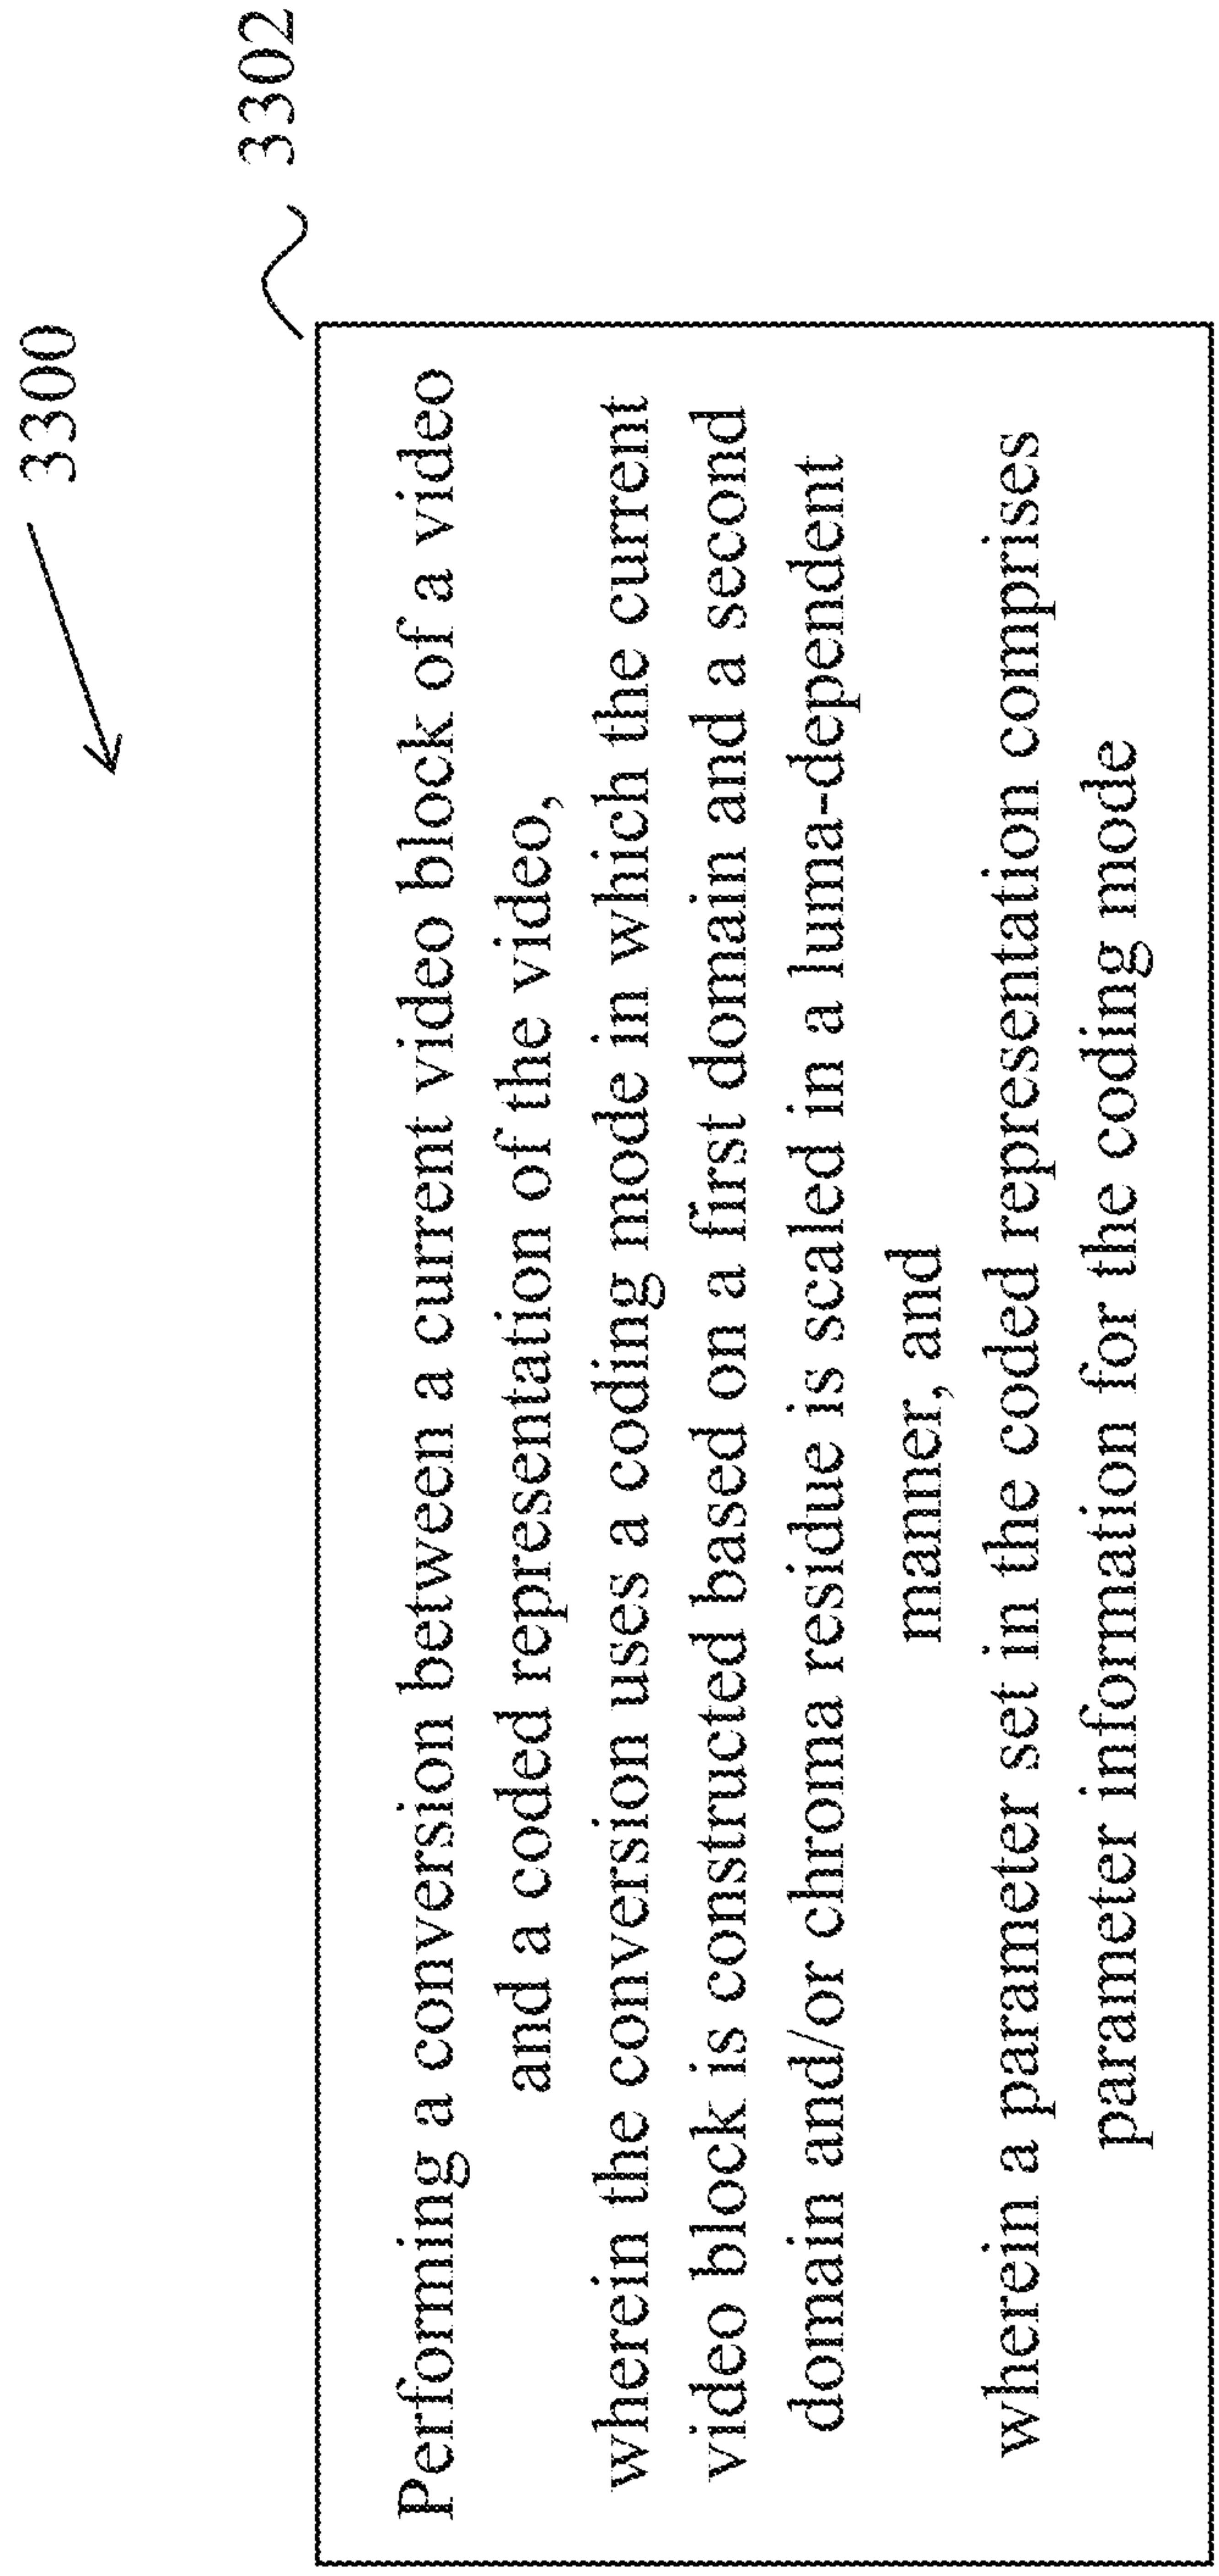 3300
3302
Performing a conversion between a current video block of a video
and a coded representation of the video,
wherein the conversion uses a coding mode in which the current
video block is constructed based on a first domain and a second
domain and/or chroma residue is scaled in a luma-dependent
manner, and
wherein a parameter set in the coded representation comprises
parameter information for the coding mode